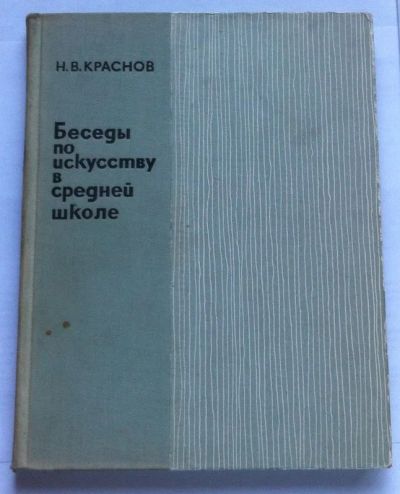 Н.В.КРАСНОВ
Беседы
по
искусству
в
средней
школе